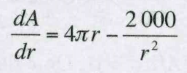 dA/dr = 4πr − 2 000/r²